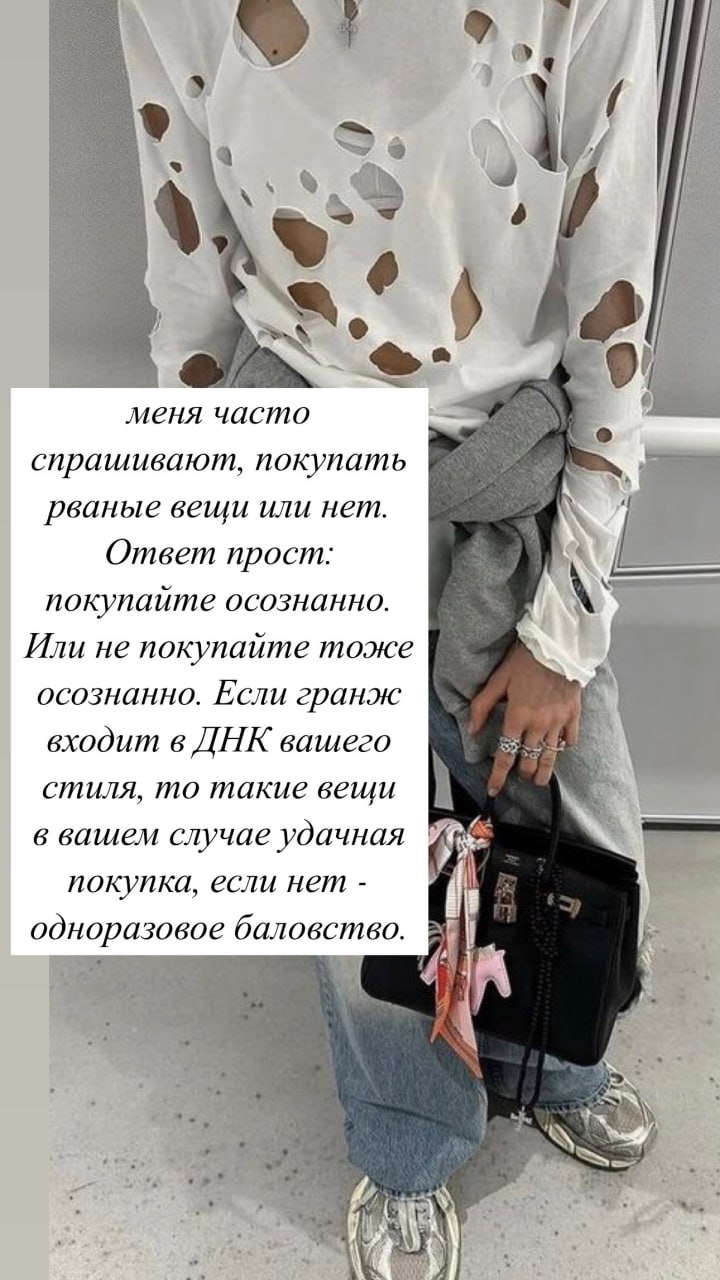 меня часто
спрашивают, покупать
рваные вещи или нет.
Ответ прост:
покупайте осознанно.
Или не покупайте тоже
осознанно. Если гранж
входит в ДНК вашего
стиля, то такие вещи
в вашем случае удачная
покупка, если нет -
одноразовое баловство.